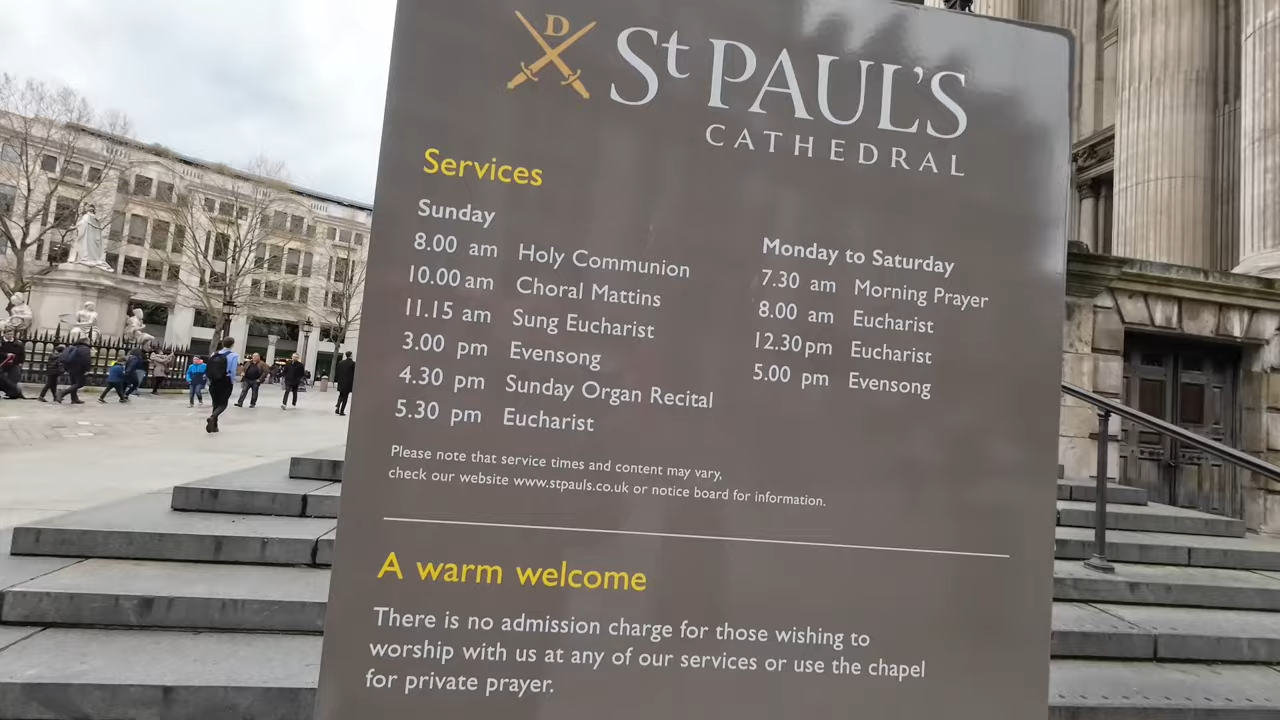 D
St PAUL'S
CATHEDRAL
Services
Sunday
8.00 am Holy Communion
10.00 am Choral Mattins
11.15 am Sung Eucharist
3.00 pm Evensong
4.30 pm Sunday Organ Recital
5.30 pm Eucharist
Monday to Saturday
7.30 am Morning Prayer
8.00 am Eucharist
12.30 pm Eucharist
5.00 pm Evensong
Please note that service times and content may vary,
check our website www.stpauls.co.uk or notice board for information.
A warm welcome
There is no admission charge for those wishing to
worship with us at any of our services or use the chapel
for private prayer.